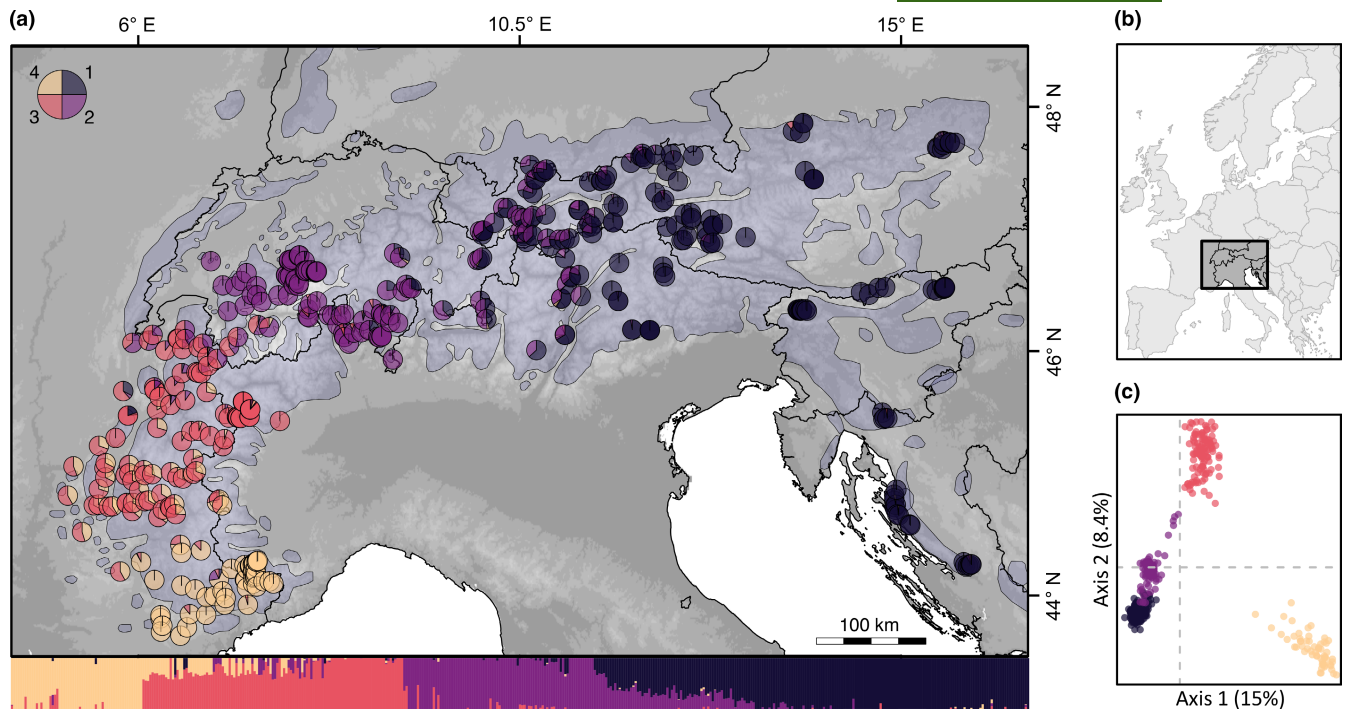 (a)
6° E
10.5° E
15° E
4 1
3 2
48° N
46° N
44° N
100 km
(b)
(c)
Axis 2 (8.4%)
Axis 1 (15%)